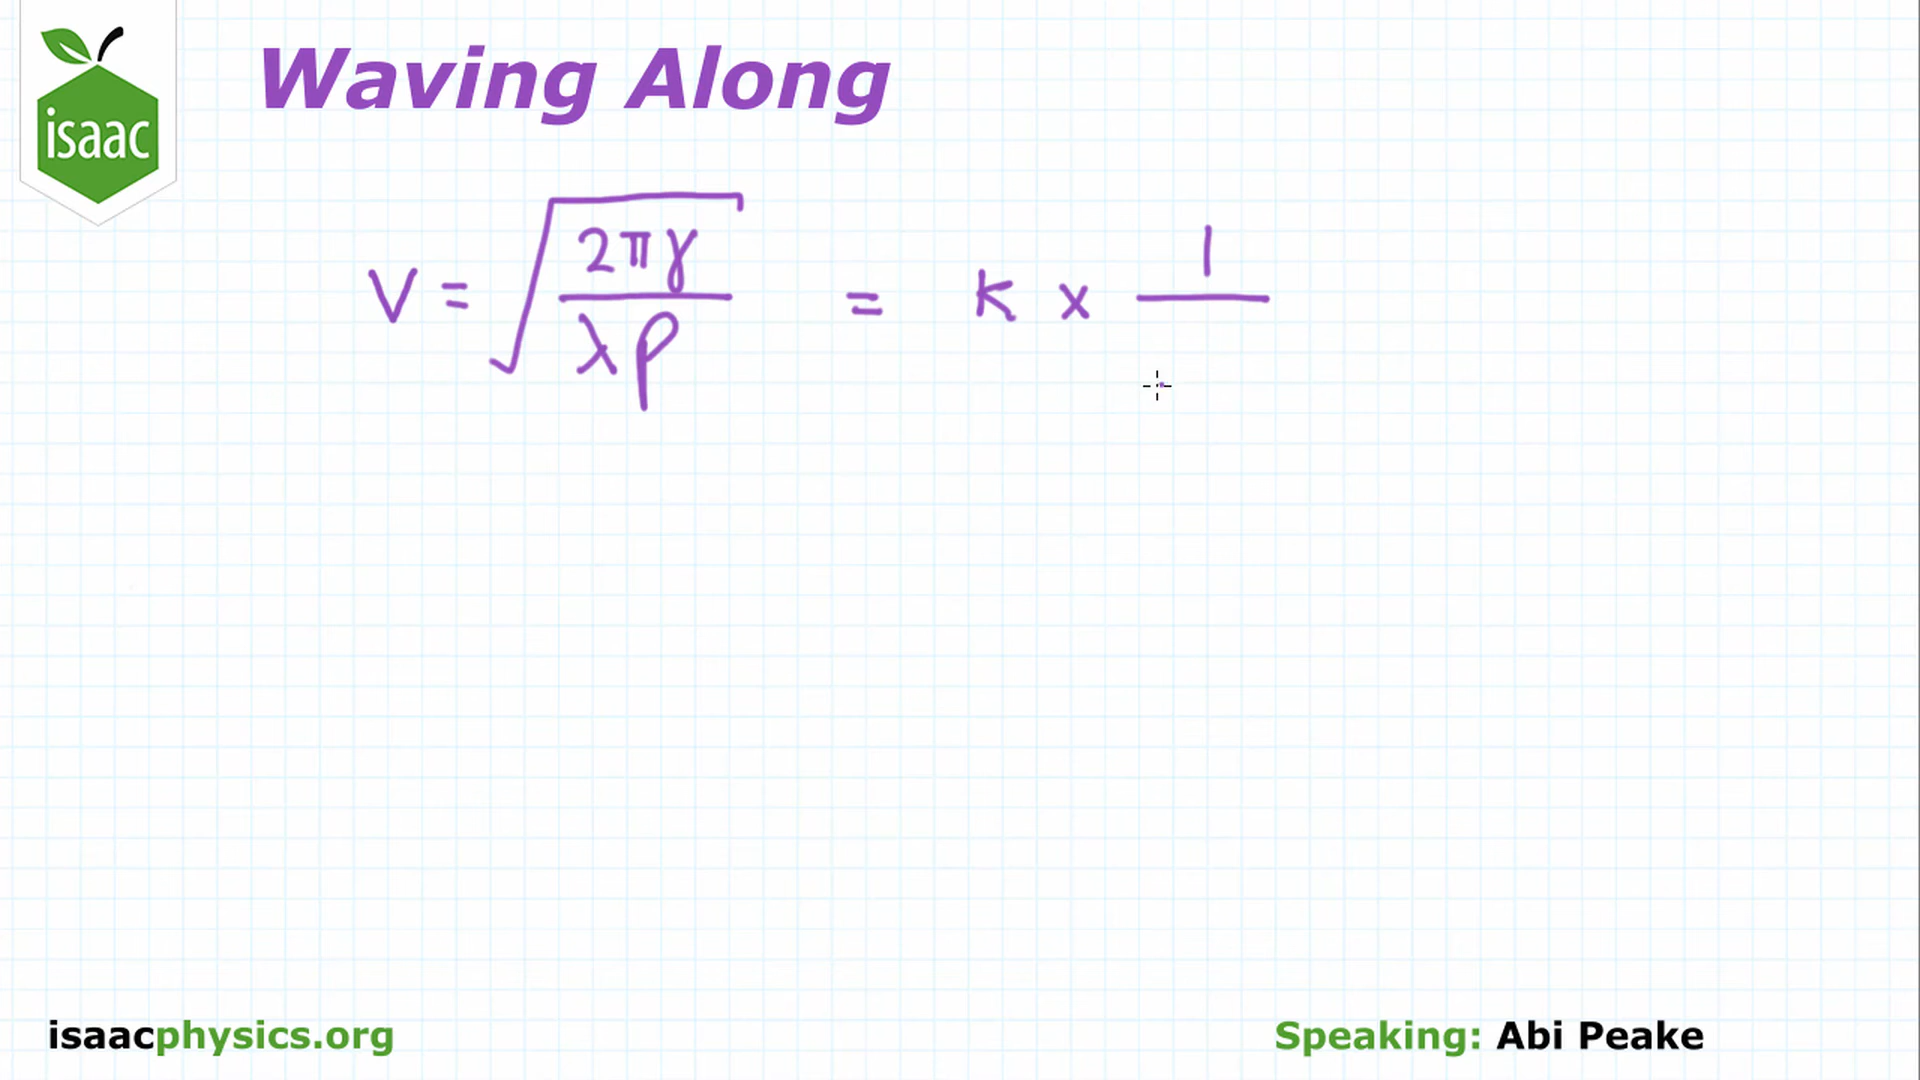 isaac
Waving Along
V = √(2πγ / λρ) = k × 1/
isaacphysics.org
Speaking: Abi Peake